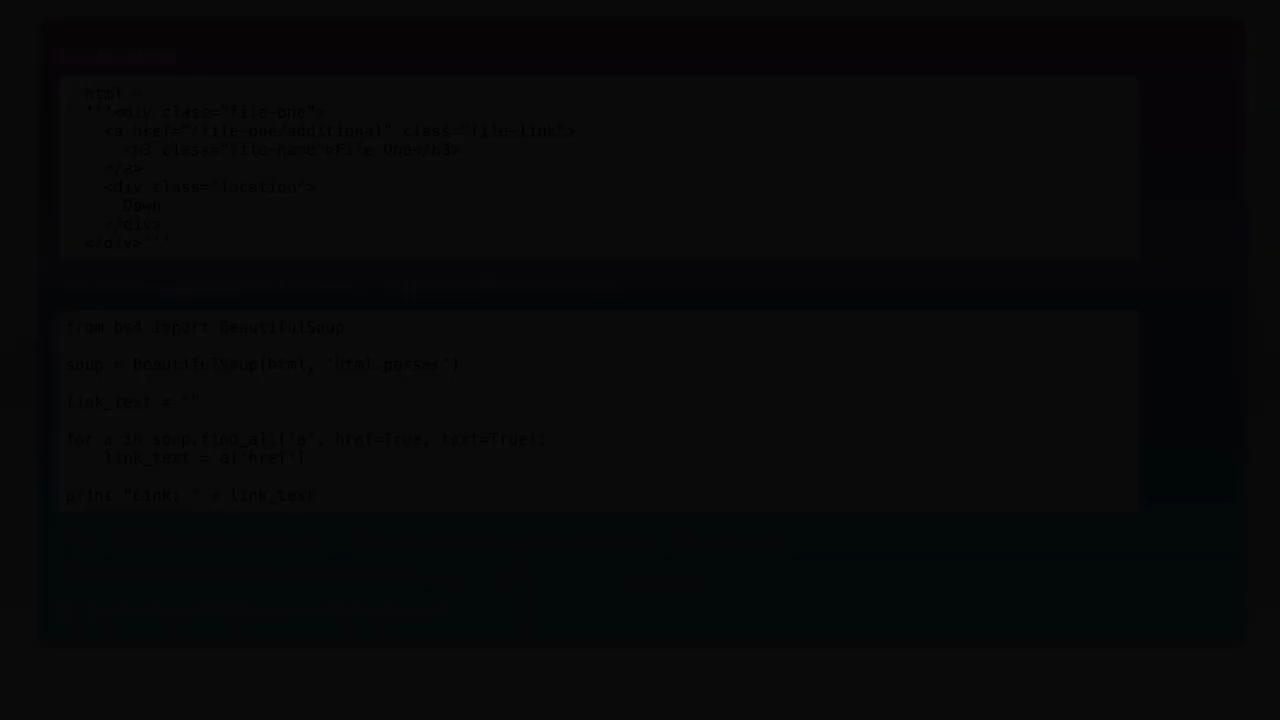 html =
'''<div class="file-one">
<a href="/file-one/additional" class="file-link">
<h3 class="file-name">File One</h3>
</a>
<div class="location">
Down
</div>
</div>'''
from bs4 import BeautifulSoup
soup = BeautifulSoup(html, 'html.parser')
link_text = ""
for a in soup.find_all('a', href=True, text=True):
link_text = a['href']
print "Link: " + link_text